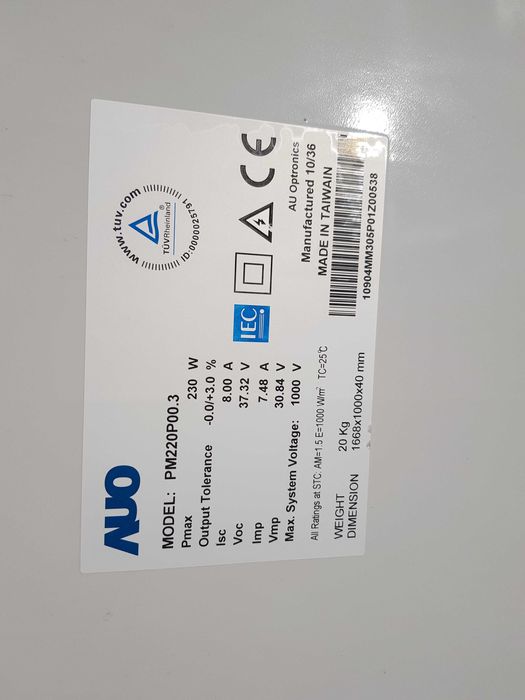 AUO
MODEL: PM220P00.3
Pmax 230 W
Output Tolerance -0.0/+3.0 %
Isc 8.00 A
Voc 37.32 V
Imp 7.48 A
Vmp 30.84 V
Max. System Voltage: 1000 V
All Ratings at STC: AM=1.5 E=1000 W/m² TC=25℃
WEIGHT 20 Kg
DIMENSION 1668x1000x40 mm
www.tuv.com
TÜVRheinland
®
ID:0000025791
IEC
CE
AU Optronics
Manufactured 10/36
MADE IN TAIWAIN
10904MM305P01Z00538